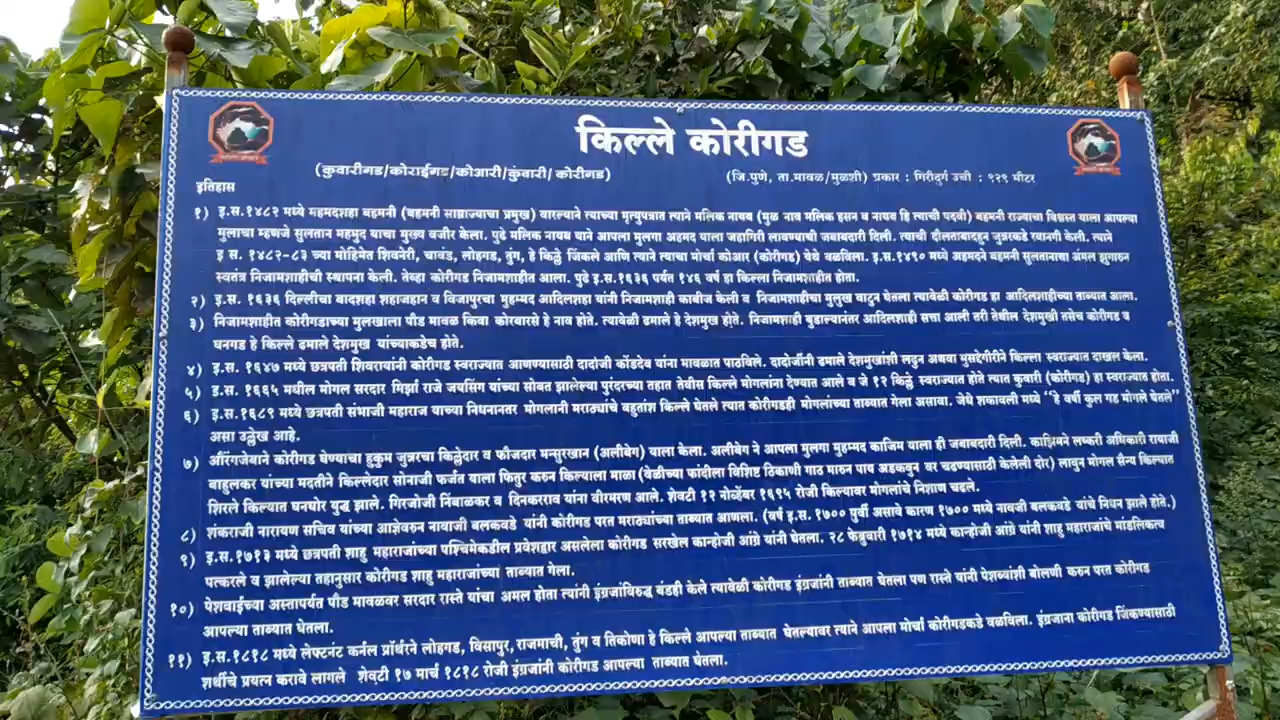 किल्ले कोरीगड
(कुवारीगड/कोराईगड/कोआरी/कुंवारी/ कोरीगड)
(जि.पुणे, ता.मावळ/मुळशी) प्रकार : गिरीदुर्ग उची : ९२९ मीटर
इतिहास
१) इ.स.१४८२ मध्ये महमदशहा बहमनी (बहमनी साम्राज्याचा प्रमुख) वारल्याने त्याच्या मृत्युपत्रात त्याने मलिक नायब (मुळ नाव मलिक हसन व नायब हि त्याची पदवी) बहमनी राज्याचा विश्वस्त याला आपल्या
मुलाचा म्हणजे सुलतान महमुद याचा मुख्य वजीर केला. पुढे मलिक नायब याने आपला मुलगा अहमद याला जहागिरी लावण्याची जबाबदारी दिली. त्याची दौलताबादहुन जुन्नरकडे रवानगी केली. त्याने
इ स. १४८२-८३ च्या मोहिमेत शिवनेरी, चावंड, लोहगड, तुंग, हे किल्ले जिंकले आणि त्याने त्याचा मोर्चा कोआर (कोरीगड) येथे वळविला. इ.स.१४९० मध्ये अहमदने बहमनी सुलतानाचा अंमल झुगारुन
स्वतंत्र निजामशाहीची स्थापना केली. तेव्हा कोरीगड निजामशाहीत आला. पुढे इ.स.१६३६ पर्यत १४६ वर्ष हा किल्ला निजामशाहीत होता.
२) इ.स. १६३६ दिल्लीचा बादशहा शहाजहान व विजापुरचा मुहम्मद आदिलशहा यांनी निजामशाही काबीज केली व निजामशाहीचा मुलुख वाटुन घेतला त्यावेळी कोरीगड हा आदिलशाहीच्या ताब्यात आला.
३) निजामशाहीत कोरीगडाच्या मुलखाला पौड मावळ किवा कोरबारसे हे नाव होते. त्यावेळी ढमाले हे देशमुख होते. निजामशाही बुडाल्यानंतर आदिलशाही सत्ता आली तरी तेथील देशमुखी तसेच कोरीगड व
घनगड हे किल्ले ढमाले देशमुख यांच्याकडेच होते.
४) इ.स. १६४७ मध्ये छत्रपती शिवरायांनी कोरीगड स्वराज्यात आणण्यासाठी दादोजी कोंडदेव यांना मावळात पाठविले. दादोजींनी ढमाले देशमुखांशी लढुन अथवा मुसद्देगीरीने किल्ला स्वराज्यात दाखल केला.
५) इ.स. १६६५ मधील मोगल सरदार मिर्झा राजे जयसिंग यांच्या सोबत झालेल्या पुरंदरच्या तहात तेवीस किल्ले मोगलांना देण्यात आले व जे १२ किल्ले स्वराज्यात होते त्यात कुवारी (कोरीगड) हा स्वराज्यात होता.
६) इ.स.१६८९ मध्ये छत्रपती संभाजी महाराज याच्या निधनानतर मोगलानी मराठ्यांचे बहुतांश किल्ले घेतले त्यात कोरीगडही मोगलांच्या ताब्यात गेला असावा. जेधे शकावली मध्ये "हे वर्षी कुल गड मोगले घेतले"
असा उल्लेख आहे.
७) औरंगजेबाने कोरीगड घेण्याचा हुकुम जुन्नरचा किल्लेदार व फौजदार मन्सुरखान (अलीबेग) याला केला. अलीबेग ने आपला मुलगा मुहम्मद काजिम याला ही जबाबदारी दिली. काझिमने लष्करी अधिकारी रायाजी
बाहुलकर यांच्या मदतीने किल्लेदार सोनाजी फर्जंत याला फितुर करुन किल्याला माळा (वेळीच्या फांदीला विशिष्ट ठिकाणी गाठ मारुन पाय अडकवुन वर चढण्यासाठी केलेली दोर) लावुन मोगल सैन्य किल्यात
शिरले किल्यात घनघोर युद्ध झाले. गिरजोजी निंबाळकर व दिनकरराव यांना वीरमरण आले. शेवटी १२ नोव्हेंबर १६९५ रोजी किल्यावर मोगलांचे निशाण चढले.
८) शंकराजी नारायण सचिव यांच्या आज्ञेवरुन नावाजी बलकवडे यांनी कोरीगड परत मराठ्यांच्या ताब्यात आणला. (वर्ष इ.स. १७०० पुर्वी असावे कारण १७०० मध्ये नावजी बलकवडे यांचे निधन झाले होते.)
९) इ.स.१७१३ मध्ये छत्रपती शाहु महाराजांच्या पश्चिमेकडील प्रवेशद्वार असलेला कोरीगड सरखेल कान्होजी आंग्रे यांनी घेतला. २८ फेब्रुवारी १७१४ मध्ये कान्होजी आंग्रे यांनी शाहु महाराजांचे मांडलिकत्व
पत्करले व झालेल्या तहानुसार कोरीगड शाहु महाराजांच्या ताब्यात गेला.
१०) पेशवाईच्या अस्तापर्यत पौड मावळवर सरदार रास्ते यांचा अमल होता त्यांनी इंग्रजांविरुद्ध बंडही केले त्यावेळी कोरीगड इंग्रजांनी ताब्यात घेतला पण रास्ते यांनी पेशव्यांशी बोलणी करुन परत कोरीगड
आपल्या ताब्यात घेतला.
११) इ.स.१८१८ मध्ये लेफ्टनंट कर्नल प्रॉर्थरने लोहगड, विसापुर, राजमाची, तुंग व तिकोणा हे किल्ले आपल्या ताब्यात घेतल्यावर त्याने आपला मोर्चा कोरीगडकडे वळविला. इंग्रजाना कोरीगड जिंकण्यासाठी
शर्थीचे प्रयत्न करावे लागले शेवटी १७ मार्च १८१८ रोजी इंग्रजांनी कोरीगड आपल्या ताब्यात घेतला.